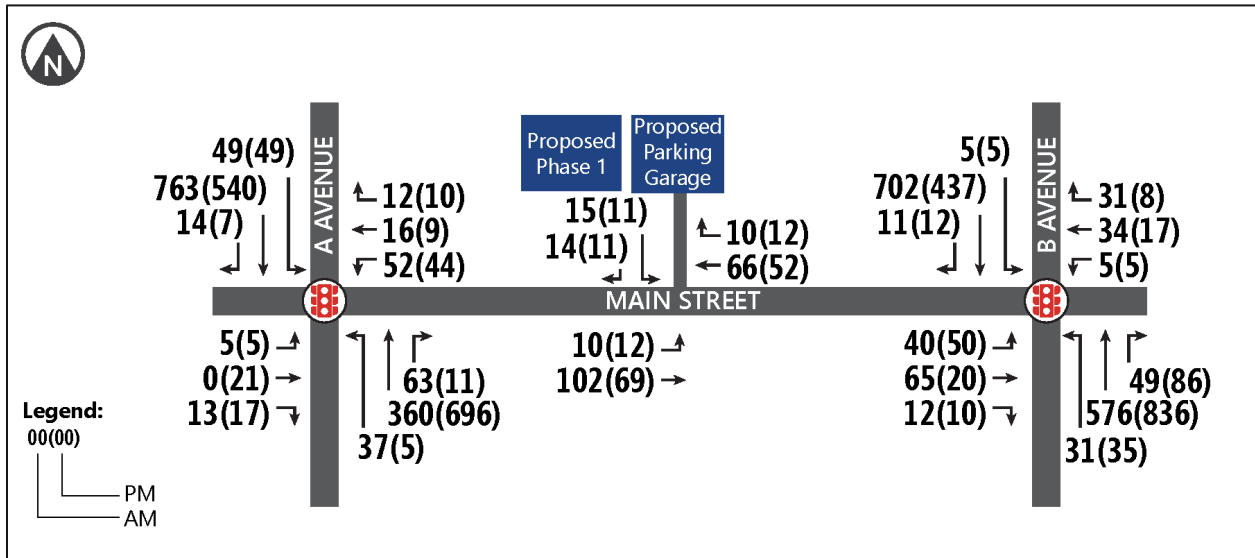 N
49(49)
763(540)
14(7)
A AVENUE
12(10)
16(9)
52(44)
Proposed
Phase 1
Proposed
Parking
Garage
15(11)
14(11)
10(12)
66(52)
5(5)
702(437)
11(12)
B AVENUE
31(8)
34(17)
5(5)
MAIN STREET
5(5)
0(21)
13(17)
63(11)
360(696)
37(5)
10(12)
102(69)
40(50)
65(20)
12(10)
49(86)
576(836)
31(35)
Legend:
00(00)
PM
AM